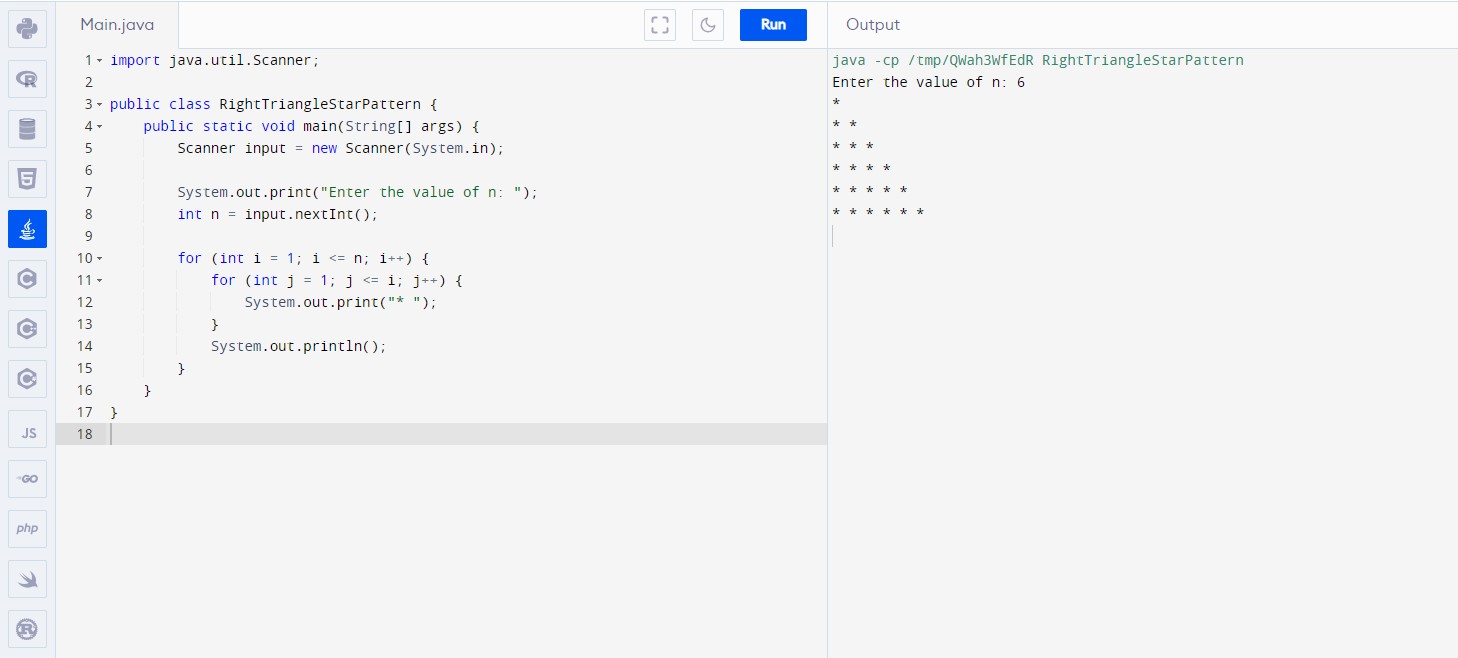 Main.java
Run
Output
1 import java.util.Scanner;
2
3 public class RightTriangleStarPattern {
4     public static void main(String[] args) {
5         Scanner input = new Scanner(System.in);
6
7         System.out.print("Enter the value of n: ");
8         int n = input.nextInt();
9
10         for (int i = 1; i <= n; i++) {
11             for (int j = 1; j <= i; j++) {
12                 System.out.print("* ");
13             }
14             System.out.println();
15         }
16     }
17 }
18
java -cp /tmp/QWah3WfEdR RightTriangleStarPattern
Enter the value of n: 6
*
* *
* * *
* * * *
* * * * *
* * * * * *
R
5
C
C
C
JS
GO
php
R